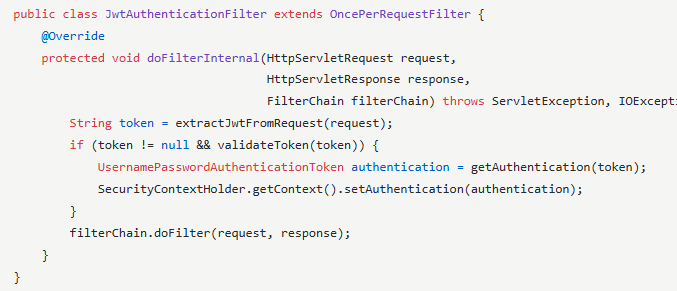 public class JwtAuthenticationFilter extends OncePerRequestFilter {
    @Override
    protected void doFilterInternal(HttpServletRequest request,
                                    HttpServletResponse response,
                                    FilterChain filterChain) throws ServletException, IOExcepti
        String token = extractJwtFromRequest(request);
        if (token != null && validateToken(token)) {
            UsernamePasswordAuthenticationToken authentication = getAuthentication(token);
            SecurityContextHolder.getContext().setAuthentication(authentication);
        }
        filterChain.doFilter(request, response);
    }
}